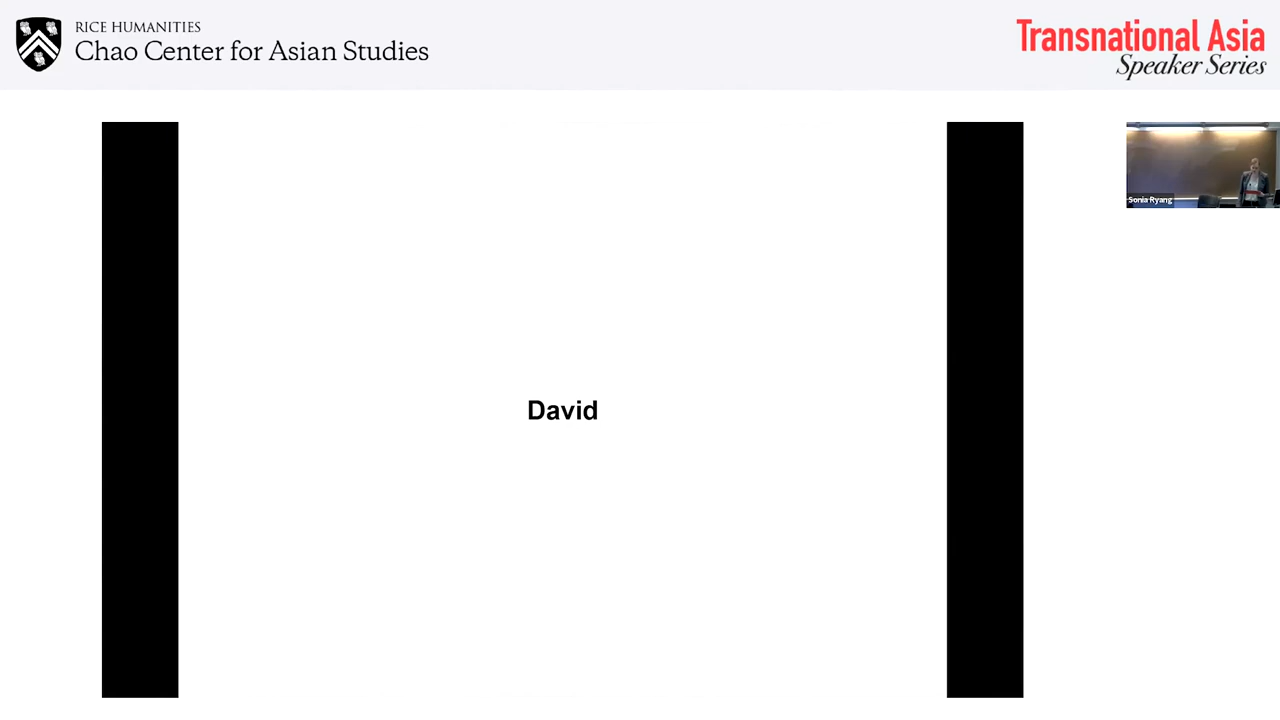 RICE HUMANITIES
Chao Center for Asian Studies
Transnational Asia
Speaker Series
Sonia Ryang
David